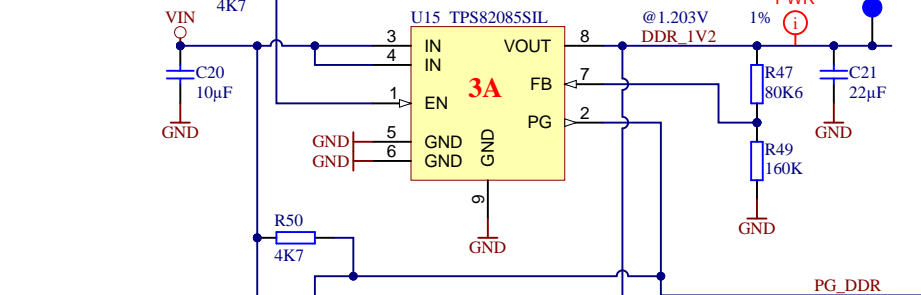 4K7
PWR
VIN
U15 TPS82085SIL
@1.203V
1%
i
DDR_1V2
3 IN
VOUT 8
4 IN
C20
10µF
3A
FB 7
R47
80K6
C21
22µF
1 EN
PG 2
GND
GND
GND 5 GND
GND 6 GND
GND
R49
160K
9
R50
GND
GND
4K7
PG_DDR